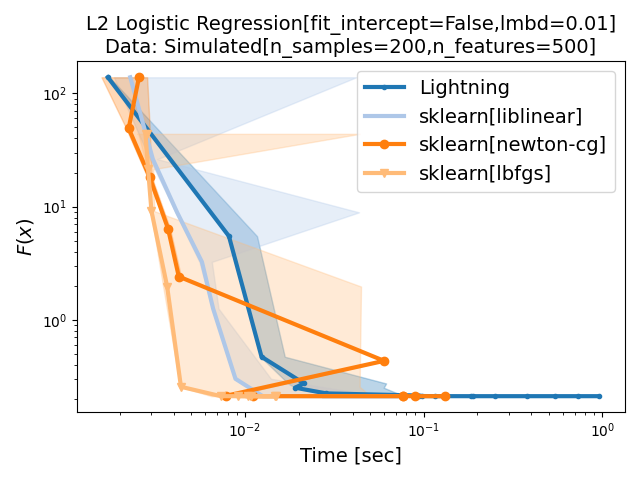 L2 Logistic Regression[fit_intercept=False,lmbd=0.01]
Data: Simulated[n_samples=200,n_features=500]
Lightning
sklearn[liblinear]
sklearn[newton-cg]
sklearn[lbfgs]
F(x)
10²
10¹
10⁰
10⁻²
10⁻¹
10⁰
Time [sec]